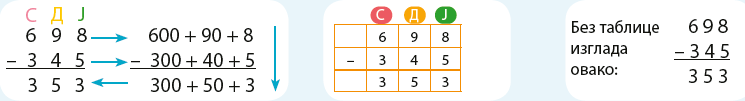 С Д Ј
6 9 8 600 + 90 + 8
– 3 4 5 – 300 + 40 + 5
3 5 3 300 + 50 + 3
С Д Ј
6 9 8
– 3 4 5
3 5 3
Без таблице
изгледа
овако:
6 9 8
– 3 4 5
3 5 3